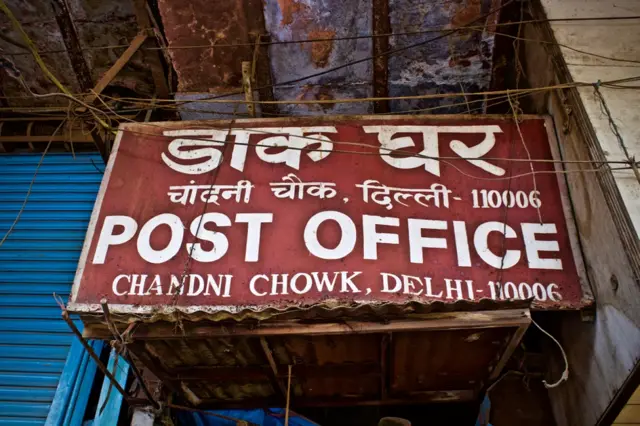 डाक घर
चांदनी चौक, दिल्ली - 110006
POST OFFICE
CHANDNI CHOWK, DELHI-110006